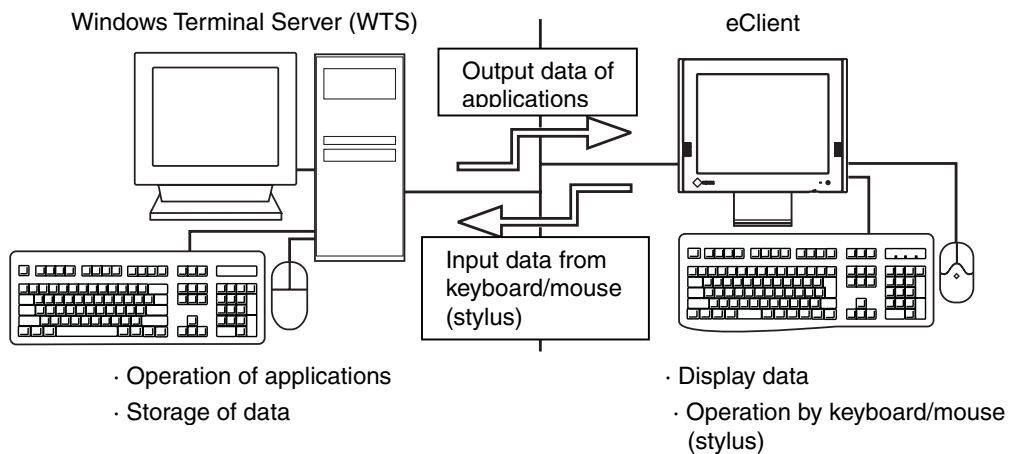 Windows Terminal Server (WTS)
eClient
Output data of
applications
Input data from
keyboard/mouse
(stylus)
· Operation of applications
· Storage of data
· Display data
· Operation by keyboard/mouse
(stylus)